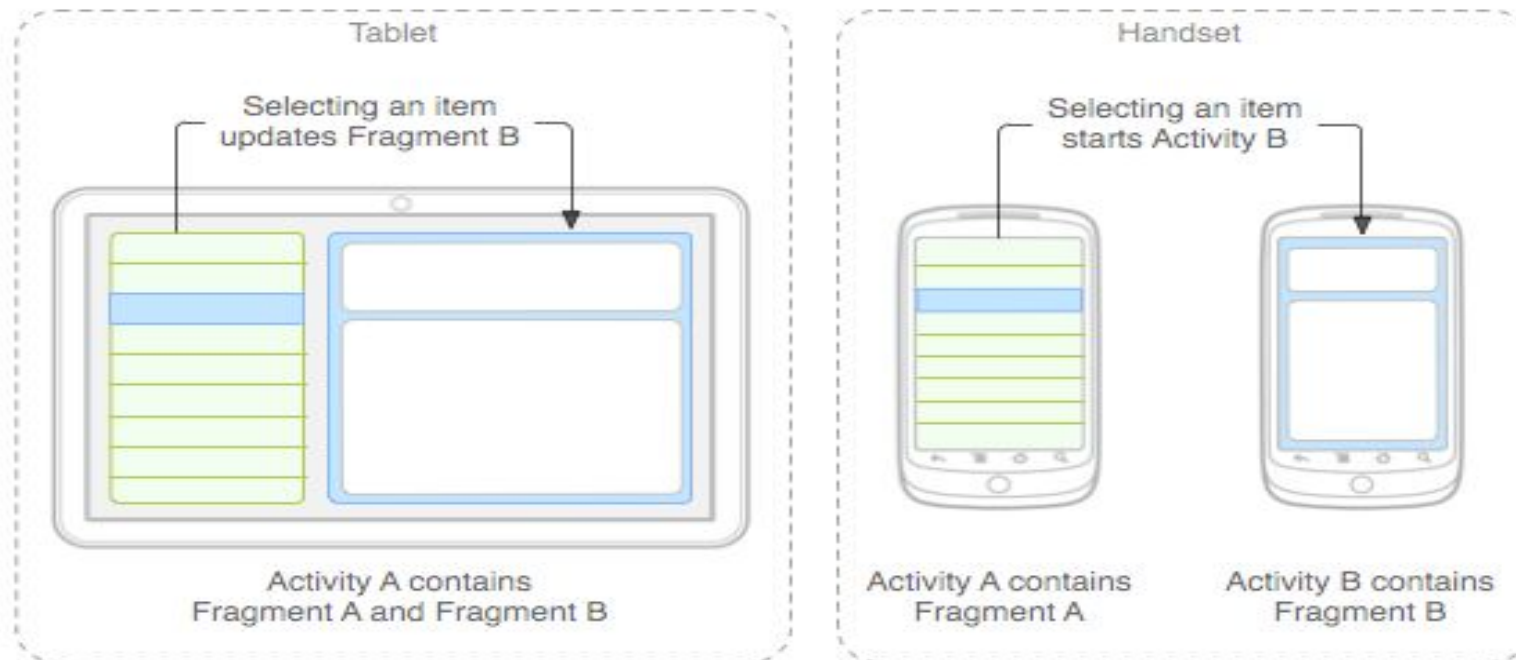 Tablet
Selecting an item
updates Fragment B
Activity A contains
Fragment A and Fragment B
Handset
Selecting an item
starts Activity B
Activity A contains
Fragment A
Activity B contains
Fragment B